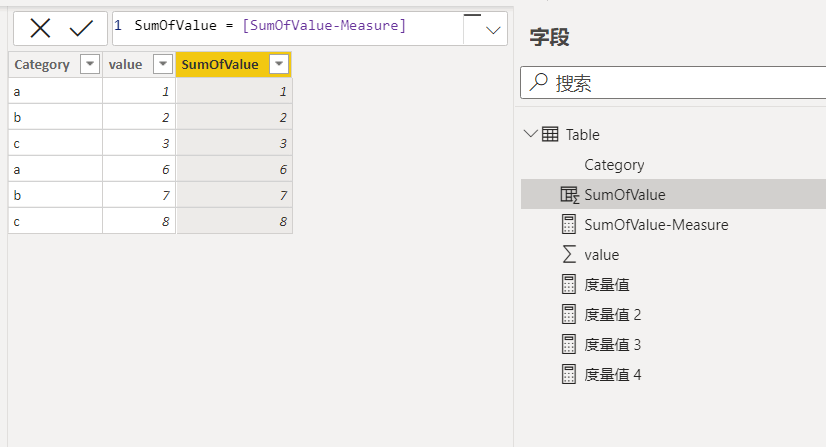 1 SumOfValue = [SumOfValue-Measure]
Category value SumOfValue
a 1 1
b 2 2
c 3 3
a 6 6
b 7 7
c 8 8
字段
搜索
Table
Category
SumOfValue
SumOfValue-Measure
value
度量值
度量值 2
度量值 3
度量值 4